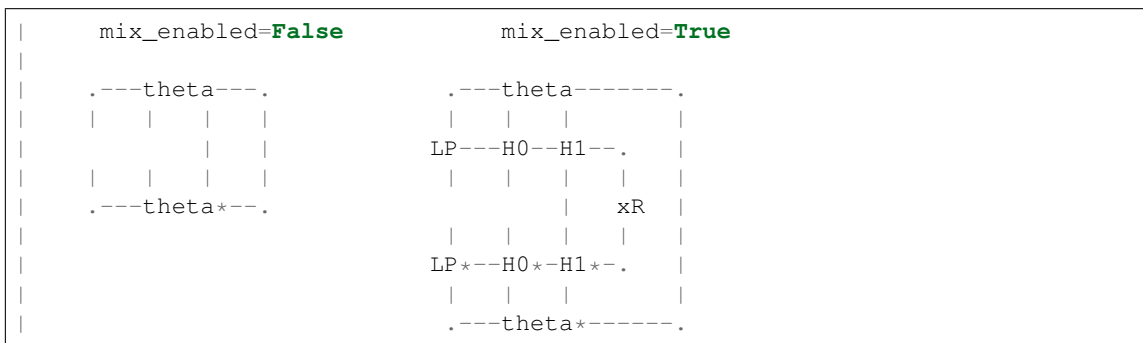 |     mix_enabled=False           mix_enabled=True
|
|    .---theta---.            .---theta-------.
|    |   |   |   |            |   |   |       |
|            |   |           LP---H0--H1--.   |
|    |   |   |   |            |   |   |   |   |
|    .---theta*--.                    |   xR  |
|                             |   |   |   |   |
|                            LP*--H0*-H1*-.   |
|                             |   |   |       |
|                             .---theta*------.